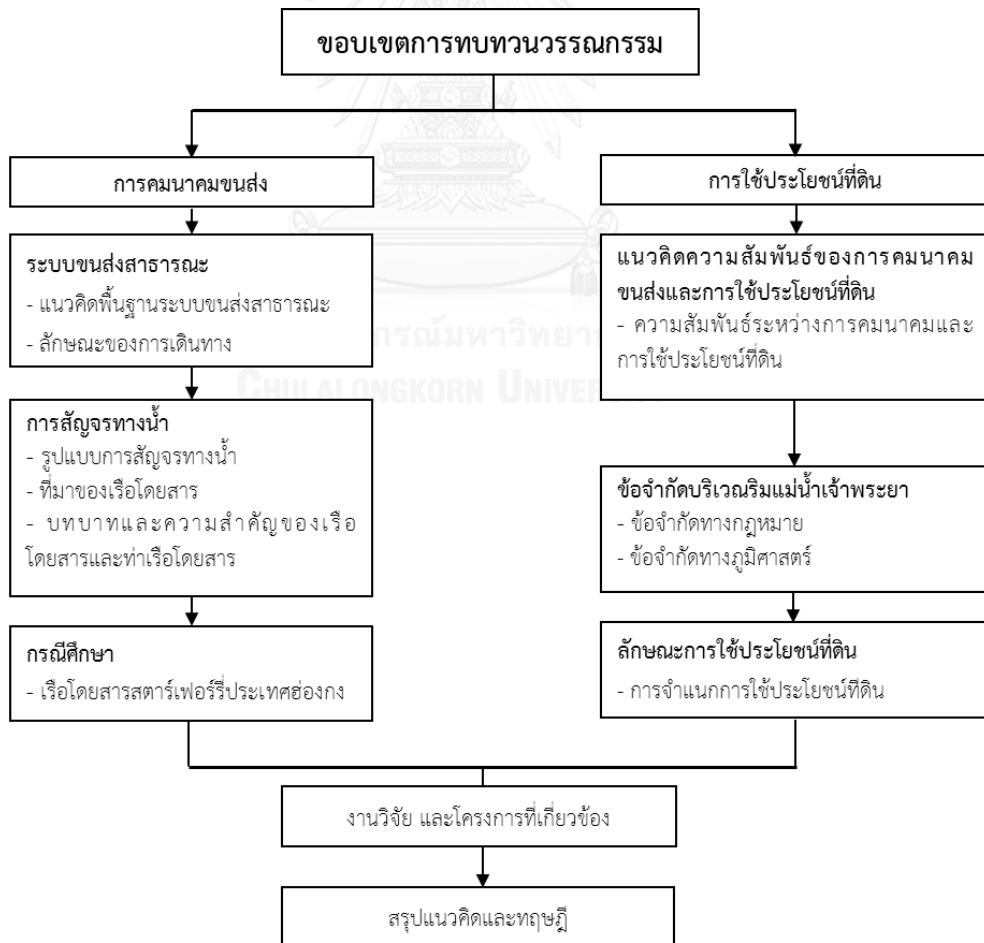 ขอบเขตการทบทวนวรรณกรรม
การคมนาคมขนส่ง
ระบบขนส่งสาธารณะ
- แนวคิดพื้นฐานระบบขนส่งสาธารณะ
- ลักษณะของการเดินทาง
การสัญจรทางน้ำ
- รูปแบบการสัญจรทางน้ำ
- ที่มาของเรือโดยสาร
- บทบาทและความสำคัญของเรือ
โดยสารและท่าเรือโดยสาร
กรณีศึกษา
- เรือโดยสารสตาร์เฟอร์รี่ประเทศฮ่องกง
การใช้ประโยชน์ที่ดิน
แนวคิดความสัมพันธ์ของการคมนาคม
ขนส่งและการใช้ประโยชน์ที่ดิน
- ความสัมพันธ์ระหว่างการคมนาคมและ
การใช้ประโยชน์ที่ดิน
ข้อจำกัดบริเวณริมแม่น้ำเจ้าพระยา
- ข้อจำกัดทางกฎหมาย
- ข้อจำกัดทางภูมิศาสตร์
ลักษณะการใช้ประโยชน์ที่ดิน
- การจำแนกการใช้ประโยชน์ทีดิน
งานวิจัย และโครงการที่เกี่ยวข้อง
สรุปแนวคิดและทฤษฎี
กรณ์มหาวิทยา
CHULALONGKORN UNIVER